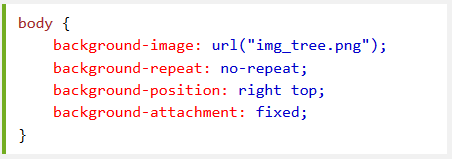 body {
    background-image: url("img_tree.png");
    background-repeat: no-repeat;
    background-position: right top;
    background-attachment: fixed;
}